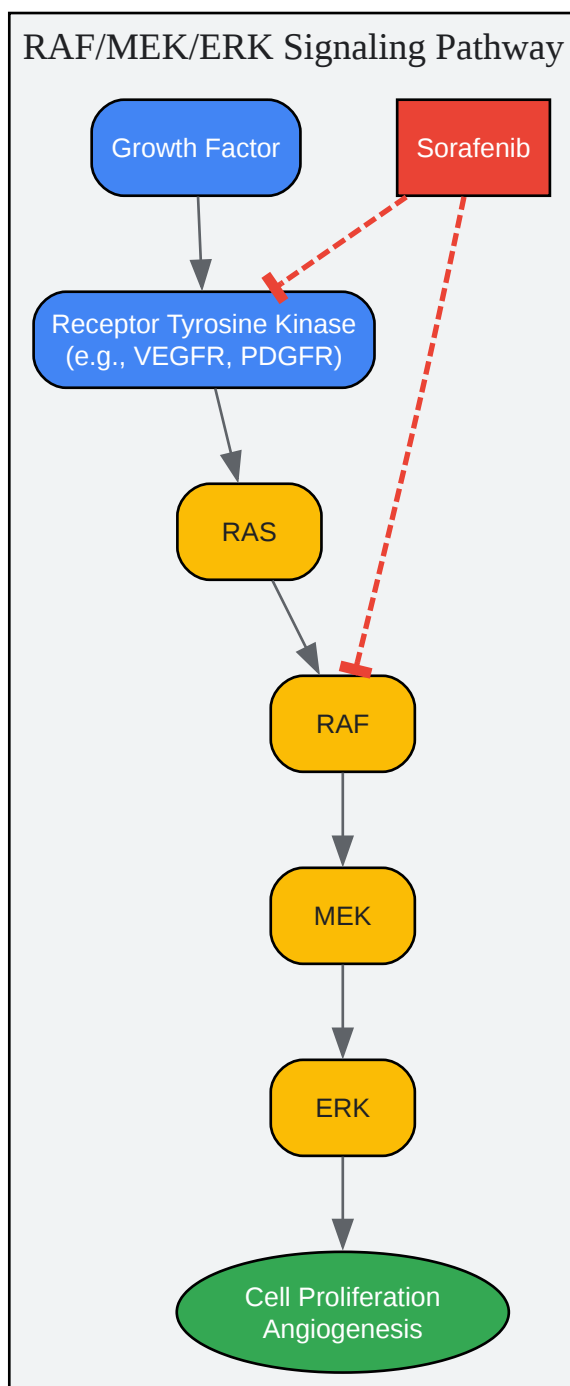 RAF/MEK/ERK Signaling Pathway
Growth Factor
Sorafenib
Receptor Tyrosine Kinase
(e.g., VEGFR, PDGFR)
RAS
RAF
MEK
ERK
Cell Proliferation
Angiogenesis